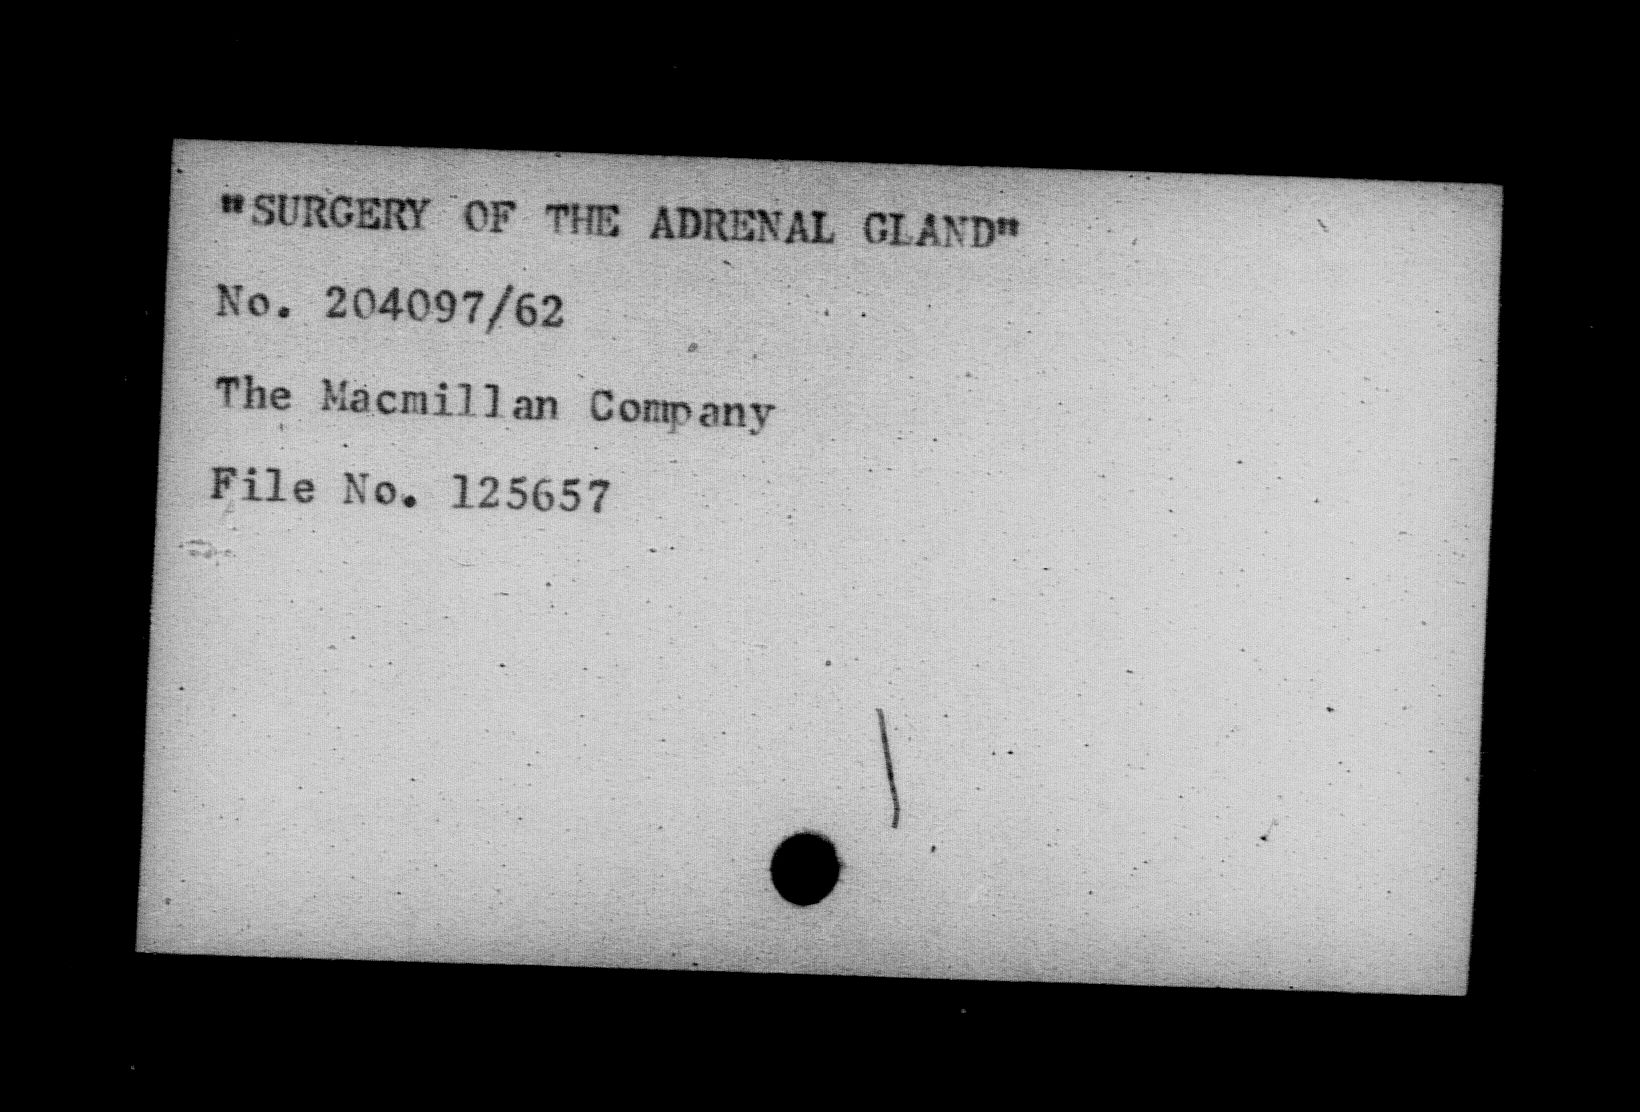 "SURGERY OF THE ADRENAL GLAND"
No. 204097/62
The Macmillan Company
File No. 125657